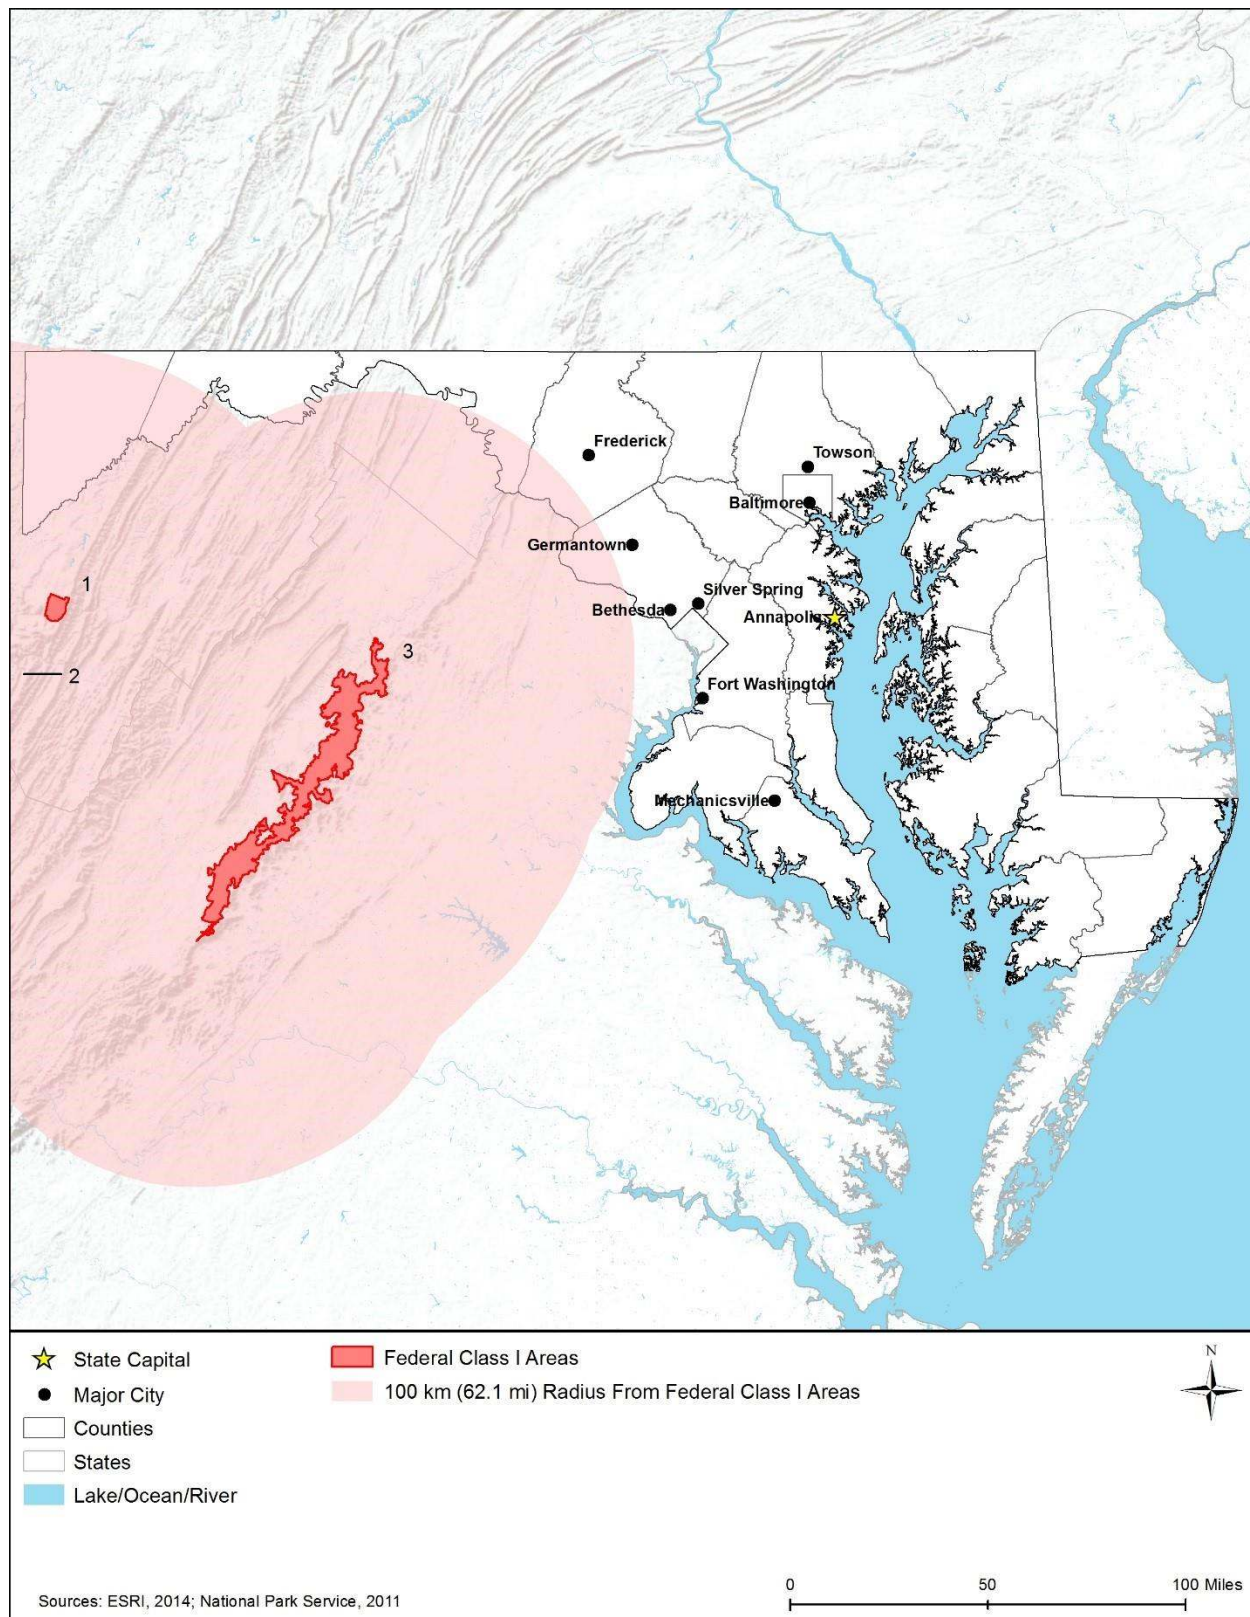 Frederick
Towson
Baltimore
Germantown
1
Silver Spring
Bethesda
Annapolis
3
2
Fort Washington
Mechanicsville
State Capital
Major City
Counties
States
Lake/Ocean/River
Federal Class I Areas
100 km (62.1 mi) Radius From Federal Class I Areas
N
0 50 100 Miles
Sources: ESRI, 2014; National Park Service, 2011